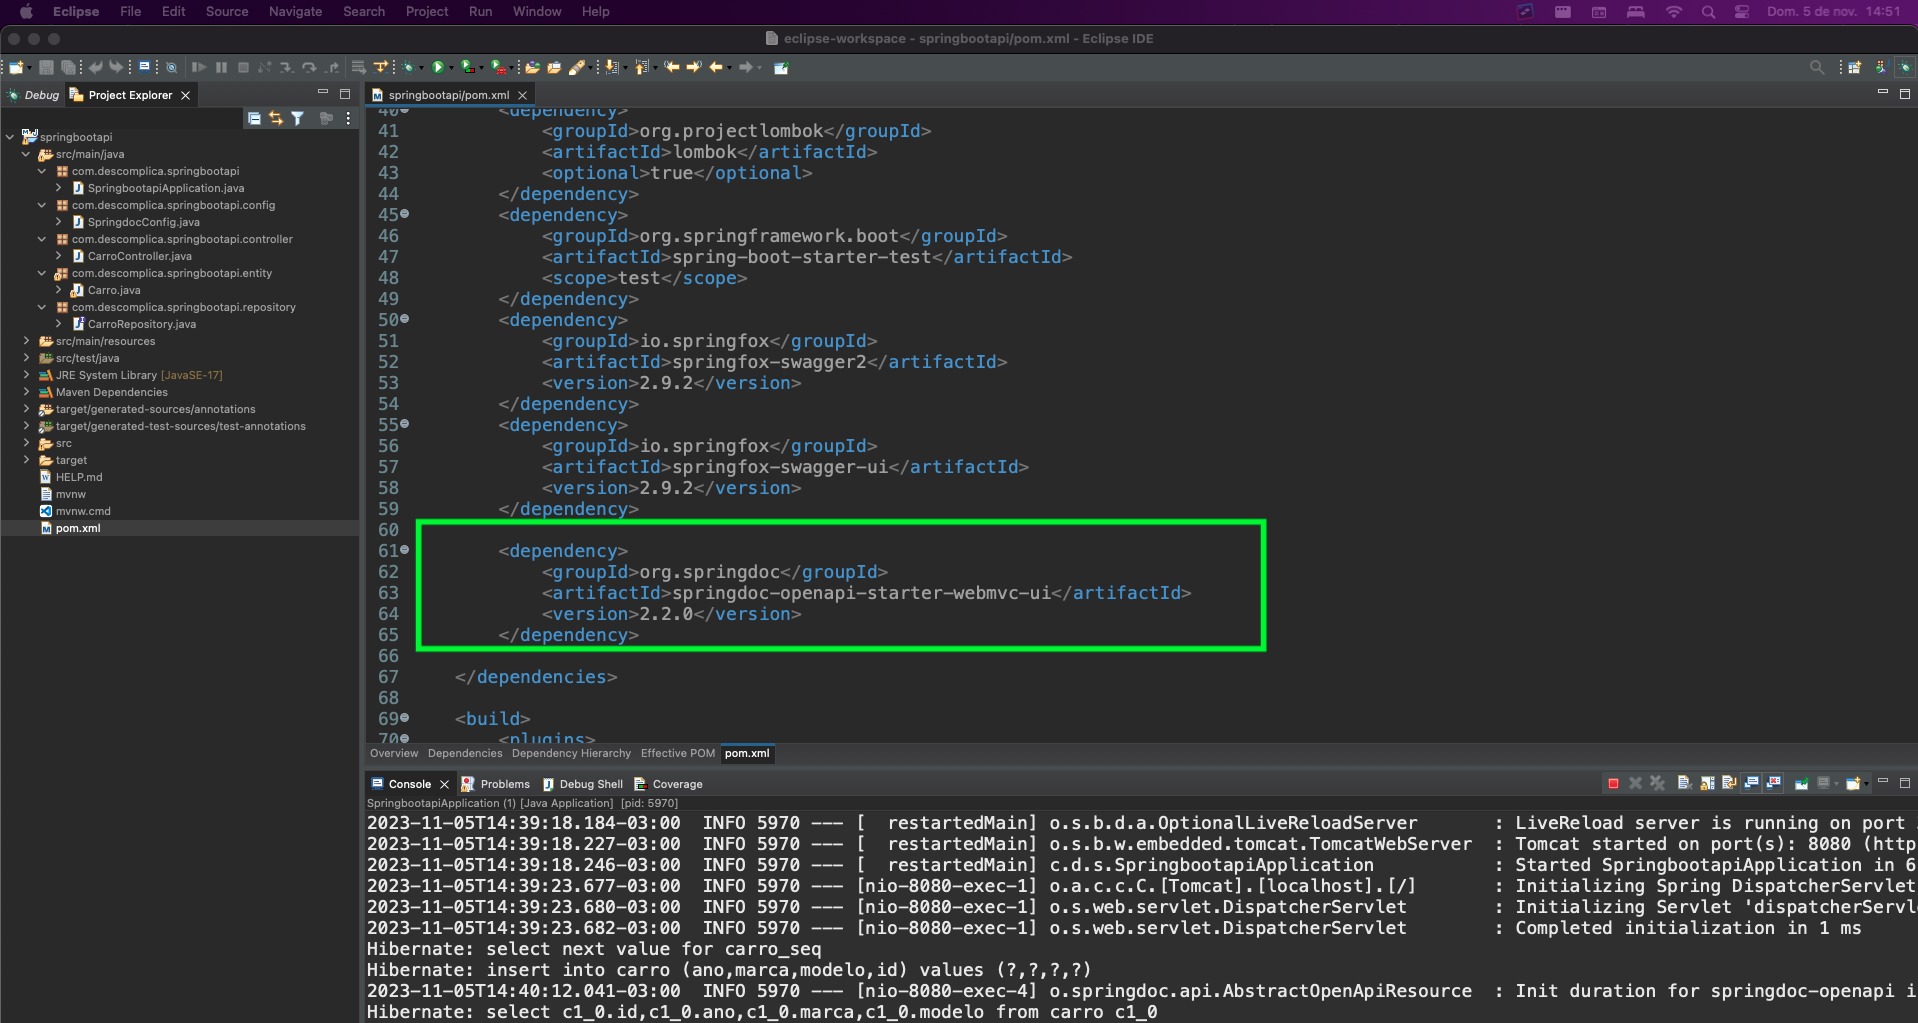 Eclipse File Edit Source Navigate Search Project Run Window Help Dom. 5 de nov. 14:51
eclipse-workspace - springbootapi/pom.xml - Eclipse IDE
Debug Project Explorer
springbootapi
src/main/java
com.descomplica.springbootapi
SpringbootapiApplication.java
com.descomplica.springbootapi.config
SpringdocConfig.java
com.descomplica.springbootapi.controller
CarroController.java
com.descomplica.springbootapi.entity
Carro.java
com.descomplica.springbootapi.repository
CarroRepository.java
src/main/resources
src/test/java
JRE System Library [JavaSE-17]
Maven Dependencies
target/generated-sources/annotations
target/generated-test-sources/test-annotations
src
target
HELP.md
mvnw
mvnw.cmd
pom.xml
springbootapi/pom.xml
40 <dependency>
41 <groupId>org.projectlombok</groupId>
42 <artifactId>lombok</artifactId>
43 <optional>true</optional>
44 </dependency>
45 <dependency>
46 <groupId>org.springframework.boot</groupId>
47 <artifactId>spring-boot-starter-test</artifactId>
48 <scope>test</scope>
49 </dependency>
50 <dependency>
51 <groupId>io.springfox</groupId>
52 <artifactId>springfox-swagger2</artifactId>
53 <version>2.9.2</version>
54 </dependency>
55 <dependency>
56 <groupId>io.springfox</groupId>
57 <artifactId>springfox-swagger-ui</artifactId>
58 <version>2.9.2</version>
59 </dependency>
60
61 <dependency>
62 <groupId>org.springdoc</groupId>
63 <artifactId>springdoc-openapi-starter-webmvc-ui</artifactId>
64 <version>2.2.0</version>
65 </dependency>
66
67 </dependencies>
68
69 <build>
70 <plugins>
Overview Dependencies Dependency Hierarchy Effective POM pom.xml
Console Problems Debug Shell Coverage
SpringbootapiApplication (1) [Java Application] [pid: 5970]
2023-11-05T14:39:18.184-03:00 INFO 5970 --- [ restartedMain] o.s.b.d.a.OptionalLiveReloadServer : LiveReload server is running on port
2023-11-05T14:39:18.227-03:00 INFO 5970 --- [ restartedMain] o.s.b.w.embedded.tomcat.TomcatWebServer : Tomcat started on port(s): 8080 (http
2023-11-05T14:39:18.246-03:00 INFO 5970 --- [ restartedMain] c.d.s.SpringbootapiApplication : Started SpringbootapiApplication in 6
2023-11-05T14:39:23.677-03:00 INFO 5970 --- [nio-8080-exec-1] o.a.c.c.C.[Tomcat].[localhost].[/] : Initializing Spring DispatcherServlet
2023-11-05T14:39:23.680-03:00 INFO 5970 --- [nio-8080-exec-1] o.s.web.servlet.DispatcherServlet : Initializing Servlet 'dispatcherServl
2023-11-05T14:39:23.682-03:00 INFO 5970 --- [nio-8080-exec-1] o.s.web.servlet.DispatcherServlet : Completed initialization in 1 ms
Hibernate: select next value for carro_seq
Hibernate: insert into carro (ano,marca,modelo,id) values (?,?,?,?)
2023-11-05T14:40:12.041-03:00 INFO 5970 --- [nio-8080-exec-4] o.springdoc.api.AbstractOpenApiResource : Init duration for springdoc-openapi i
Hibernate: select c1_0.id,c1_0.ano,c1_0.marca,c1_0.modelo from carro c1_0